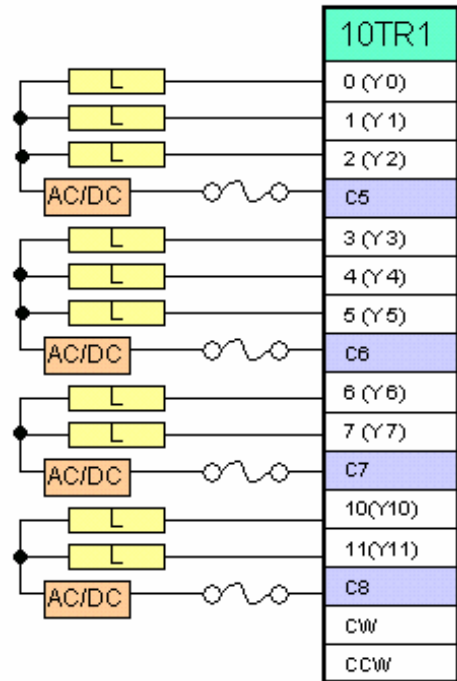 10TR1
L 0 (Y0)
L 1 (Y1)
L 2 (Y2)
AC/DC C5
L 3 (Y3)
L 4 (Y4)
L 5 (Y5)
AC/DC C6
L 6 (Y6)
L 7 (Y7)
AC/DC C7
L 10(Y10)
L 11(Y11)
AC/DC C8
CW
CCW